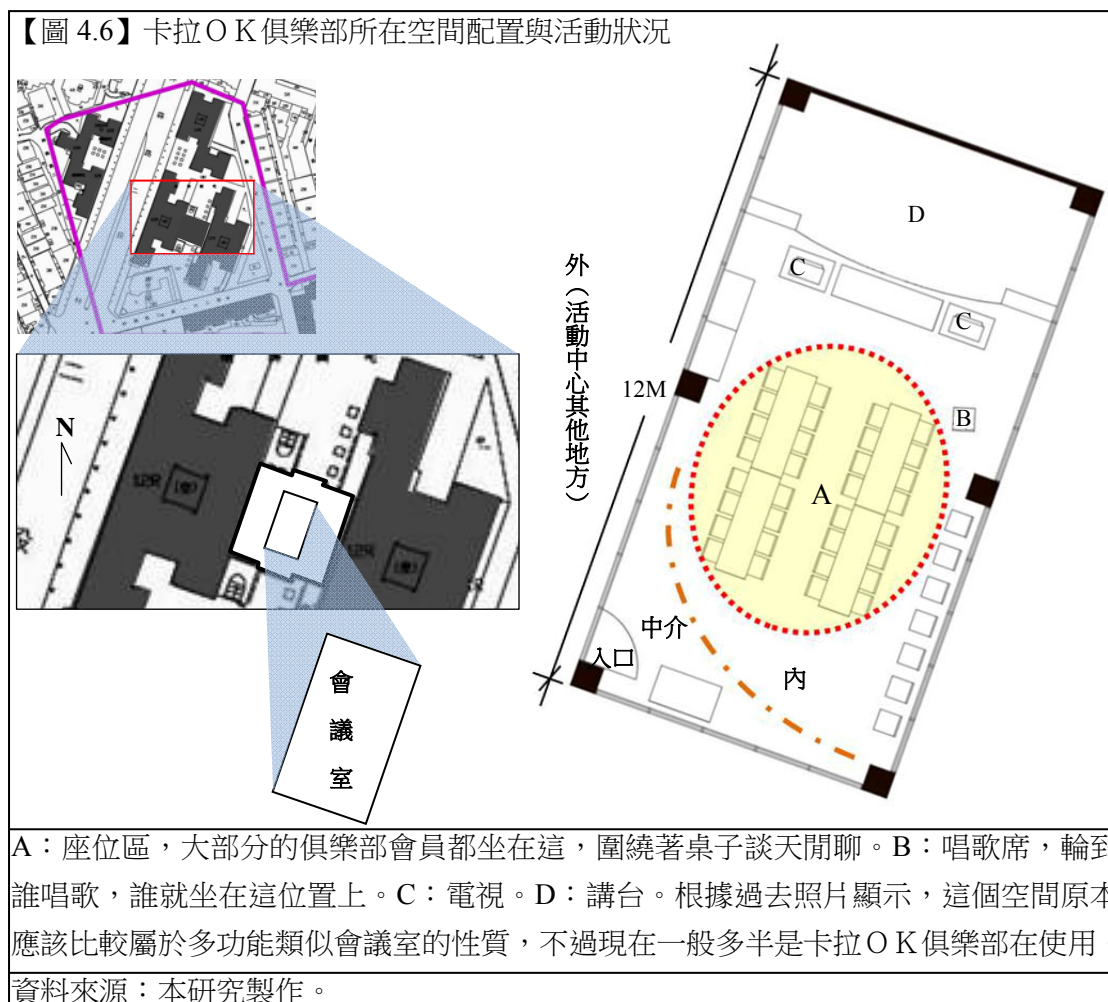 【圖 4.6】卡拉ＯＫ俱樂部所在空間配置與活動狀況
N
會
議
室
外（活動中心其他地方）
12M
D
C
C
B
A
中介
入口
內
A：座位區，大部分的俱樂部會員都坐在這，圍繞著桌子談天閒聊。B：唱歌席，輪到
誰唱歌，誰就坐在這位置上。C：電視。D：講台。根據過去照片顯示，這個空間原本
應該比較屬於多功能類似會議室的性質，不過現在一般多半是卡拉ＯＫ俱樂部在使用
資料來源：本研究製作。